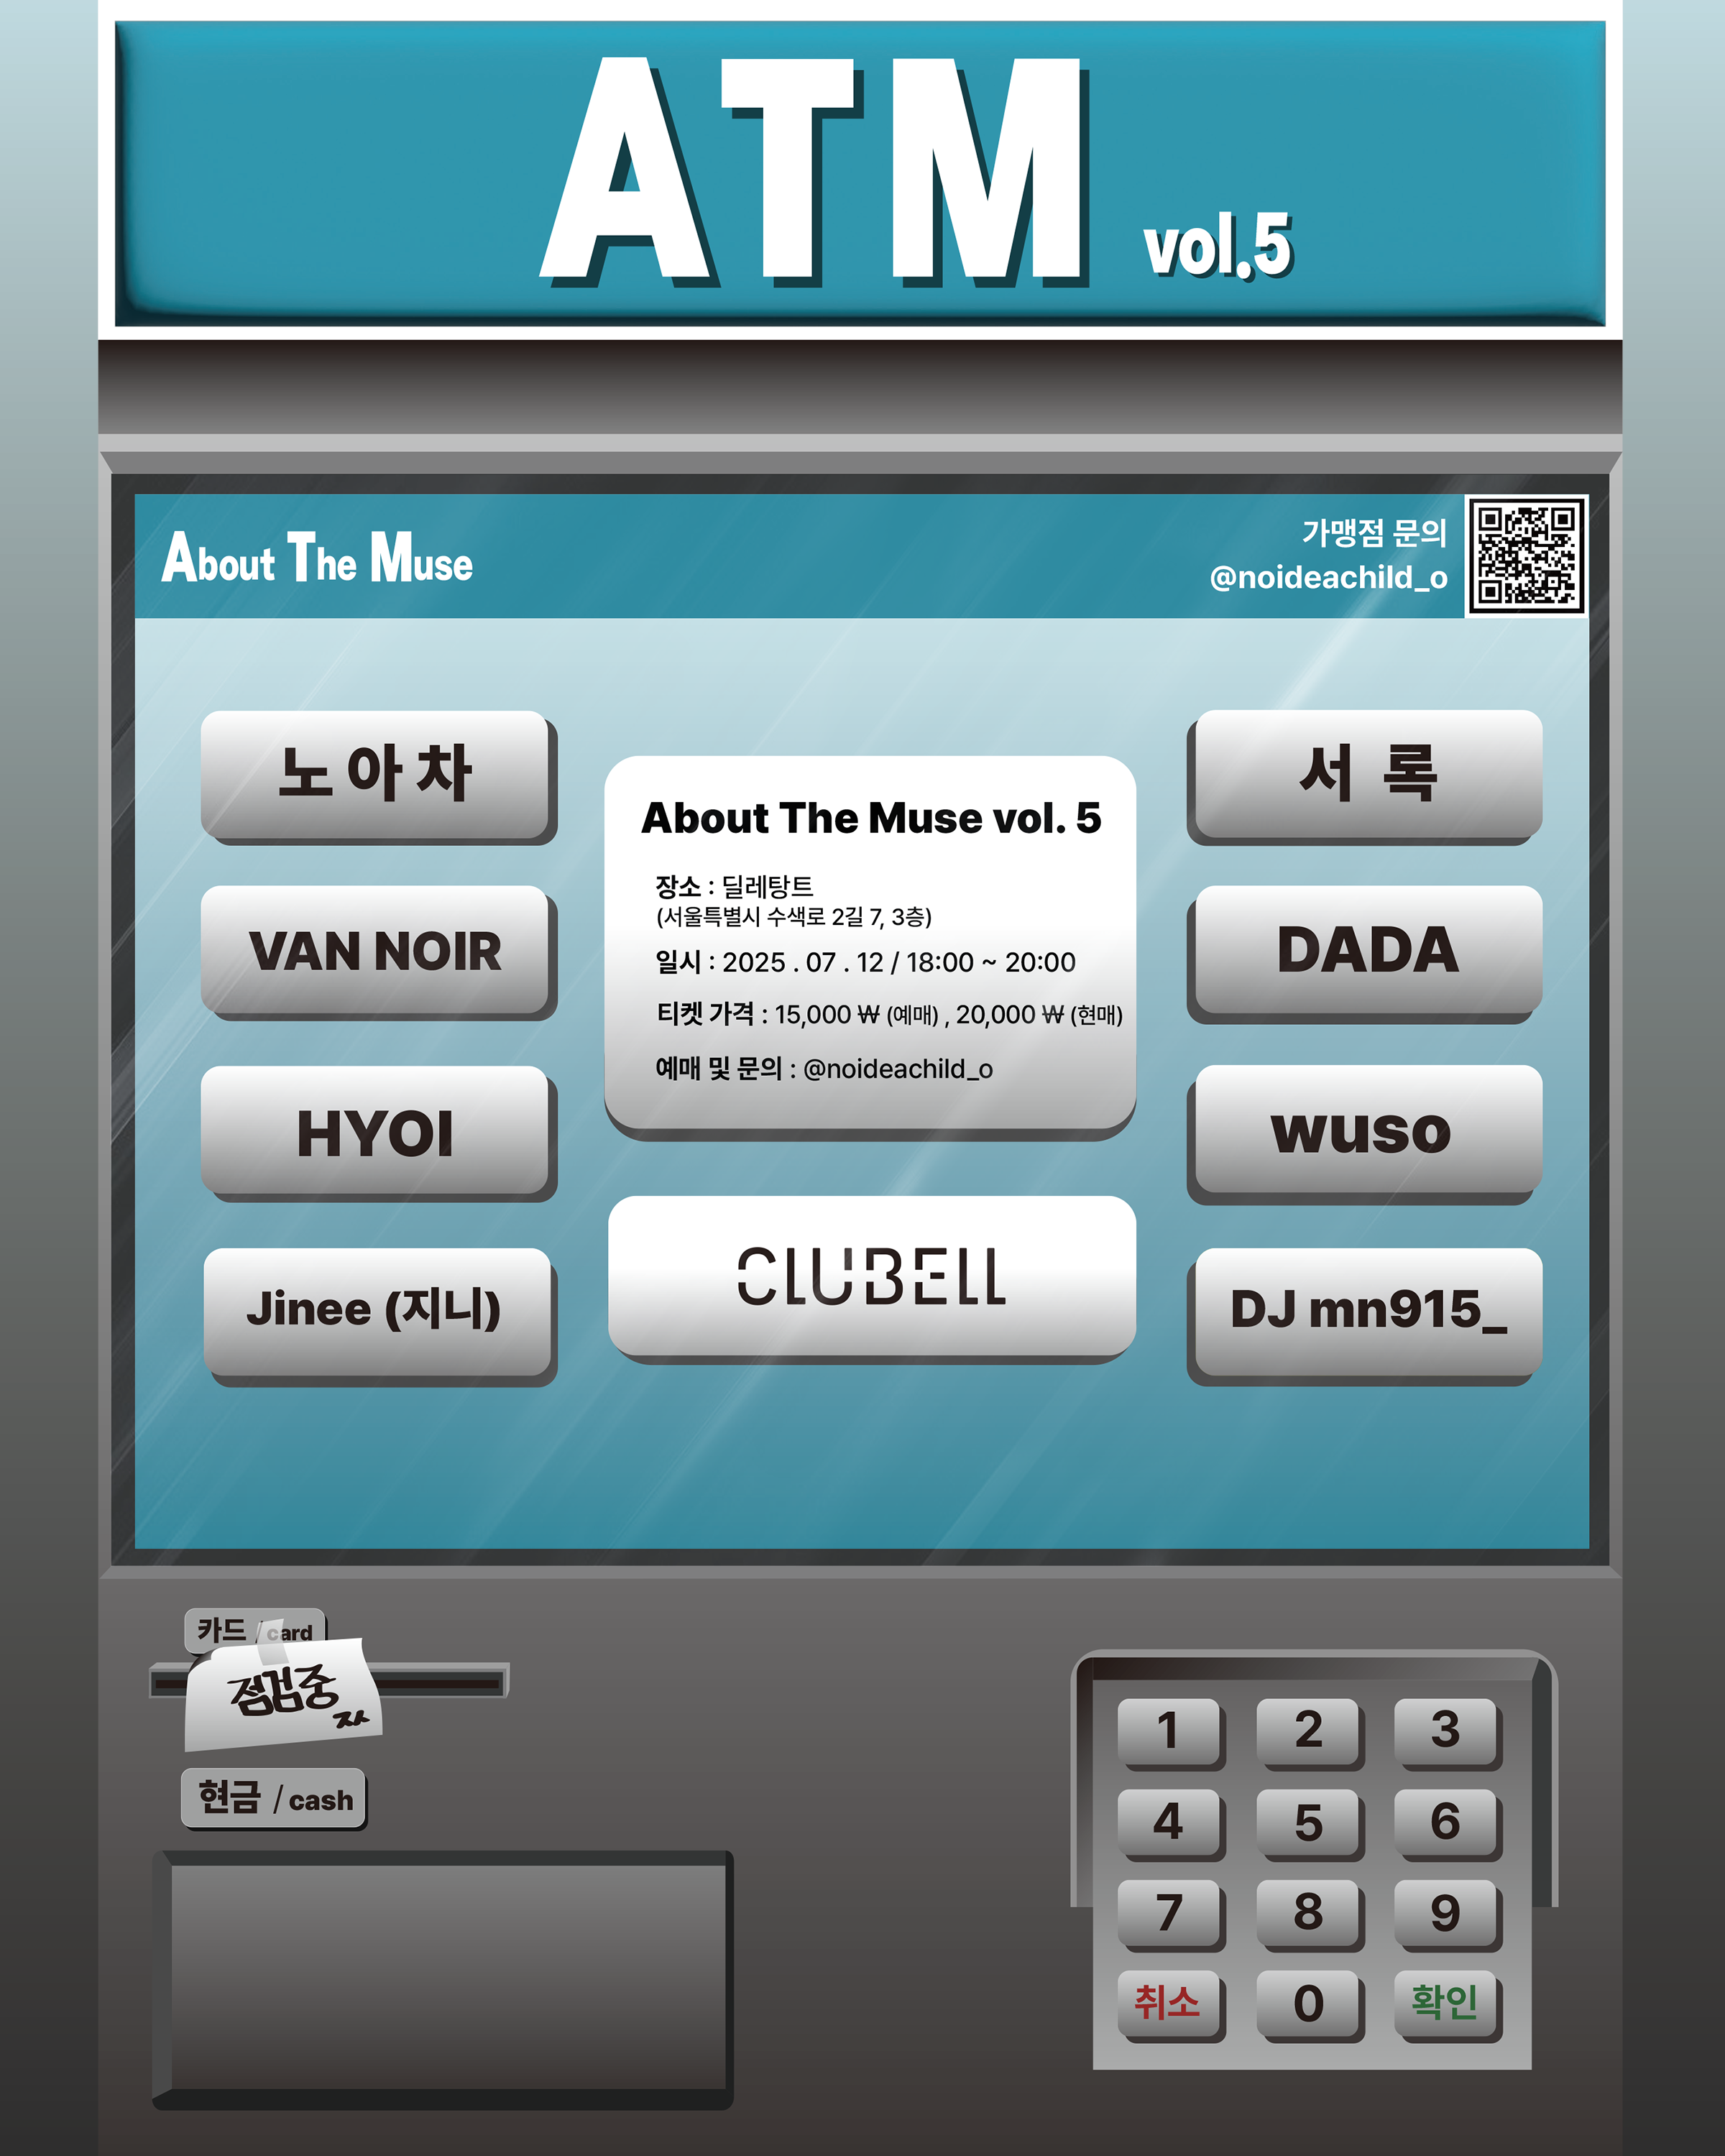 ATM vol.5
About The Muse
가맹점 문의
@noideachild_o
노아차
VAN NOIR
HYOI
Jinee (지니)
About The Muse vol. 5
장소 : 딜레탕트
(서울특별시 수색로 2길 7, 3층)
일시 : 2025 . 07 . 12 / 18:00 ~ 20:00
티켓 가격 : 15,000 ₩ (예매) , 20,000 ₩ (현매)
예매 및 문의 : @noideachild_o
CLUBELL
서 록
DADA
wuso
DJ mn915_
카드 / card
점검중
현금 / cash
1 2 3
4 5 6
7 8 9
취소 0 확인